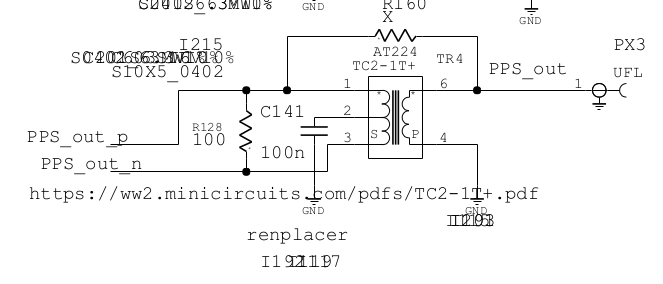 GND
R160
X
GND
I215
S10X5_0402
AT224
TC2-1T+
TR4
PX3
UFL
PPS_out
1
6
1
2
3
4
S
P
C141
100n
R128
100
PPS_out_p
PPS_out_n
https://ww2.minicircuits.com/pdfs/TC2-1T+.pdf
GND
GND
renplacer